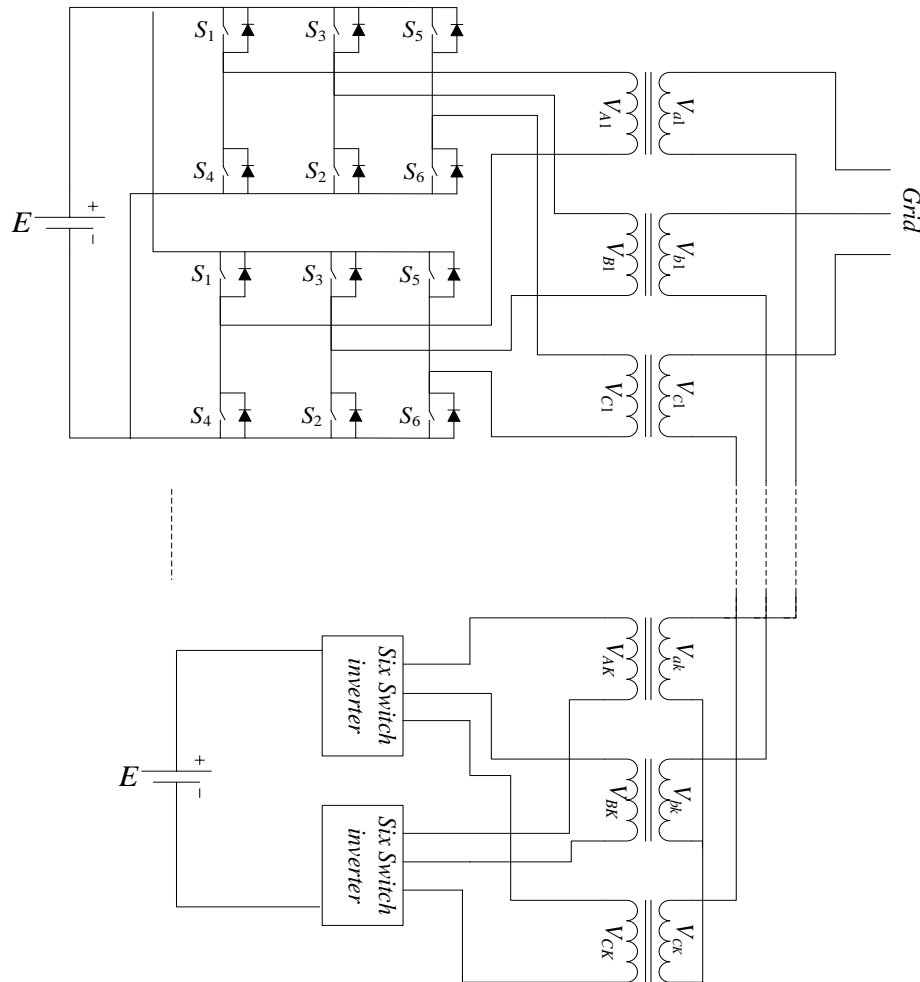 S1 S3 S5
S4 S2 S6
E + -
S1 S3 S5
S4 S2 S6
VA1 Va1
VB1 Vb1
VC1 Vc1
Grid
Six Switch
inverter
E + -
Six Switch
inverter
VAK Vak
VBK Vbk
VCK VcK